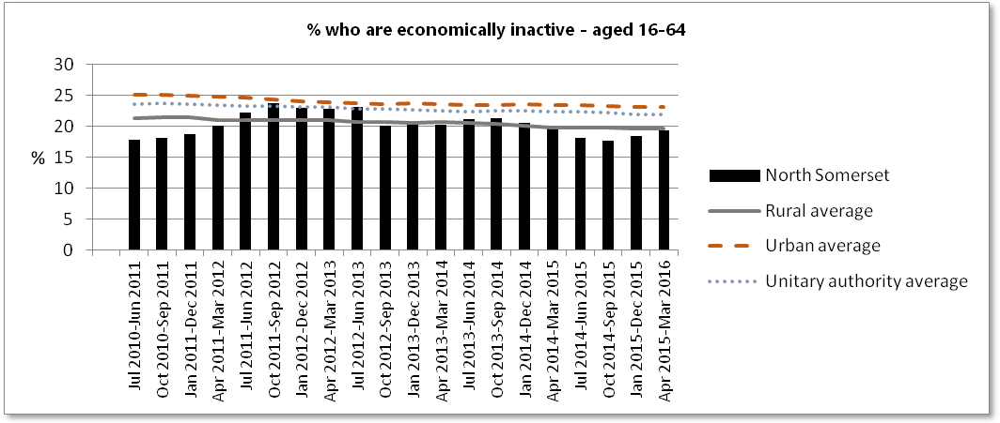 % who are economically inactive - aged 16-64
30
25
20
15
10
5
0
%
Jul 2010-Jun 2011
Oct 2010-Sep 2011
Jan 2011-Dec 2011
Apr 2011-Mar 2012
Jul 2011-Jun 2012
Oct 2011-Sep 2012
Jan 2012-Dec 2012
Apr 2012-Mar 2013
Jul 2012-Jun 2013
Oct 2012-Sep 2013
Jan 2013-Dec 2013
Apr 2013-Mar 2014
Jul 2013-Jun 2014
Oct 2013-Sep 2014
Jan 2014-Dec 2014
Apr 2014-Mar 2015
Jul 2014-Jun 2015
Oct 2014-Sep 2015
Jan 2015-Dec 2015
Apr 2015-Mar 2016
North Somerset
Rural average
Urban average
Unitary authority average